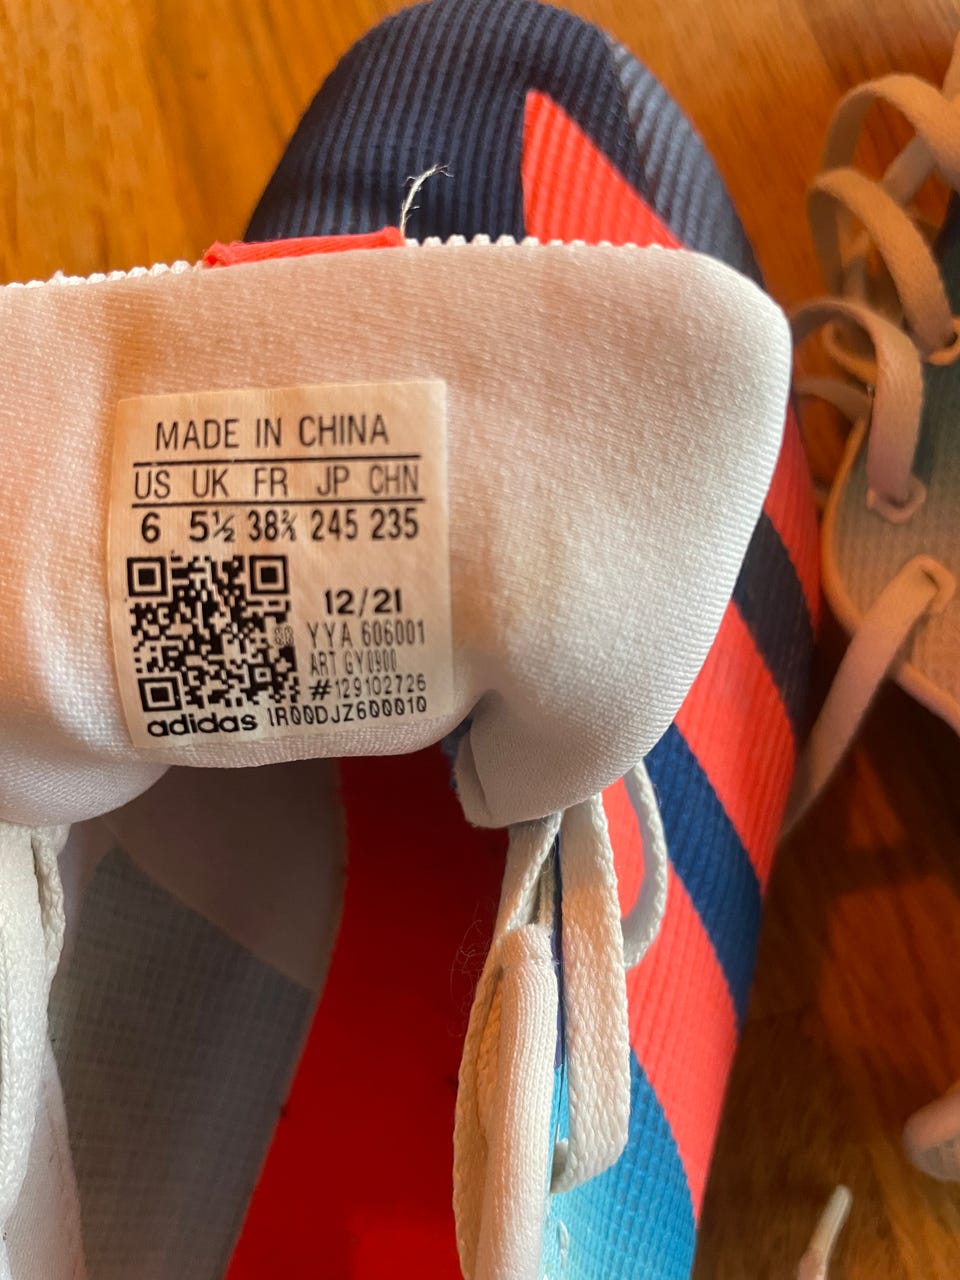 MADE IN CHINA
US UK FR JP CHN
6 5½ 38⅔ 245 235
12/21
YYA 606001
ART GY0900
#129102726
adidas 1R00DJZ600010